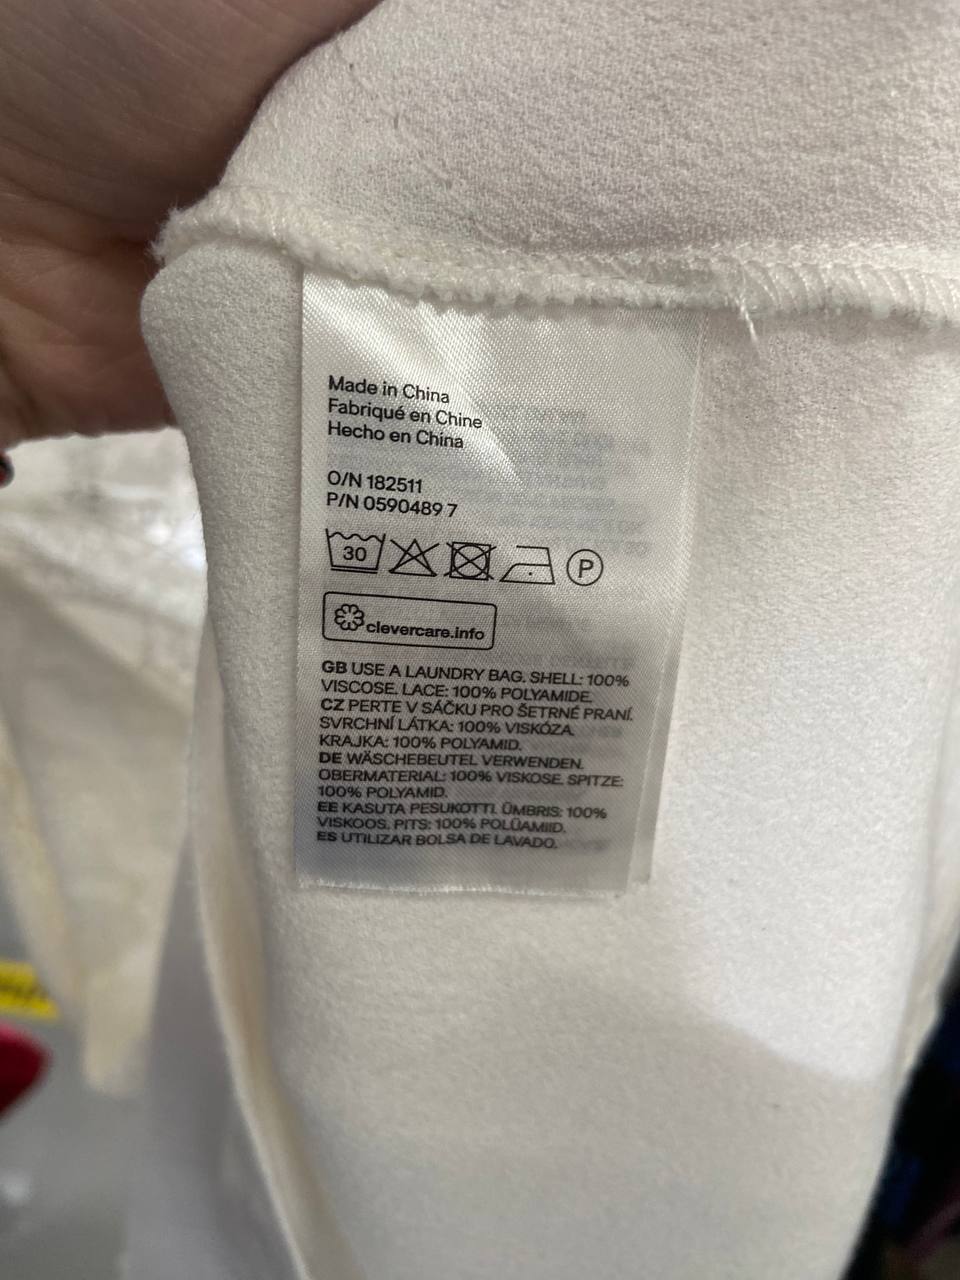 Made in China
Fabriqué en Chine
Hecho en China
O/N 182511
P/N 0590489 7
30
P
clevercare.info
GB USE A LAUNDRY BAG. SHELL: 100%
VISCOSE. LACE: 100% POLYAMIDE.
CZ PERTE V SÁČKU PRO ŠETRNÉ PRANÍ.
SVRCHNÍ LÁTKA: 100% VISKÓZA.
KRAJKA: 100% POLYAMID.
DE WÄSCHEBEUTEL VERWENDEN.
OBERMATERIAL: 100% VISKOSE. SPITZE:
100% POLYAMID.
EE KASUTA PESUKOTTI. ÜMBRIS: 100%
VISKOOS. PITS: 100% POLÜAMIID.
ES UTILIZAR BOLSA DE LAVADO.